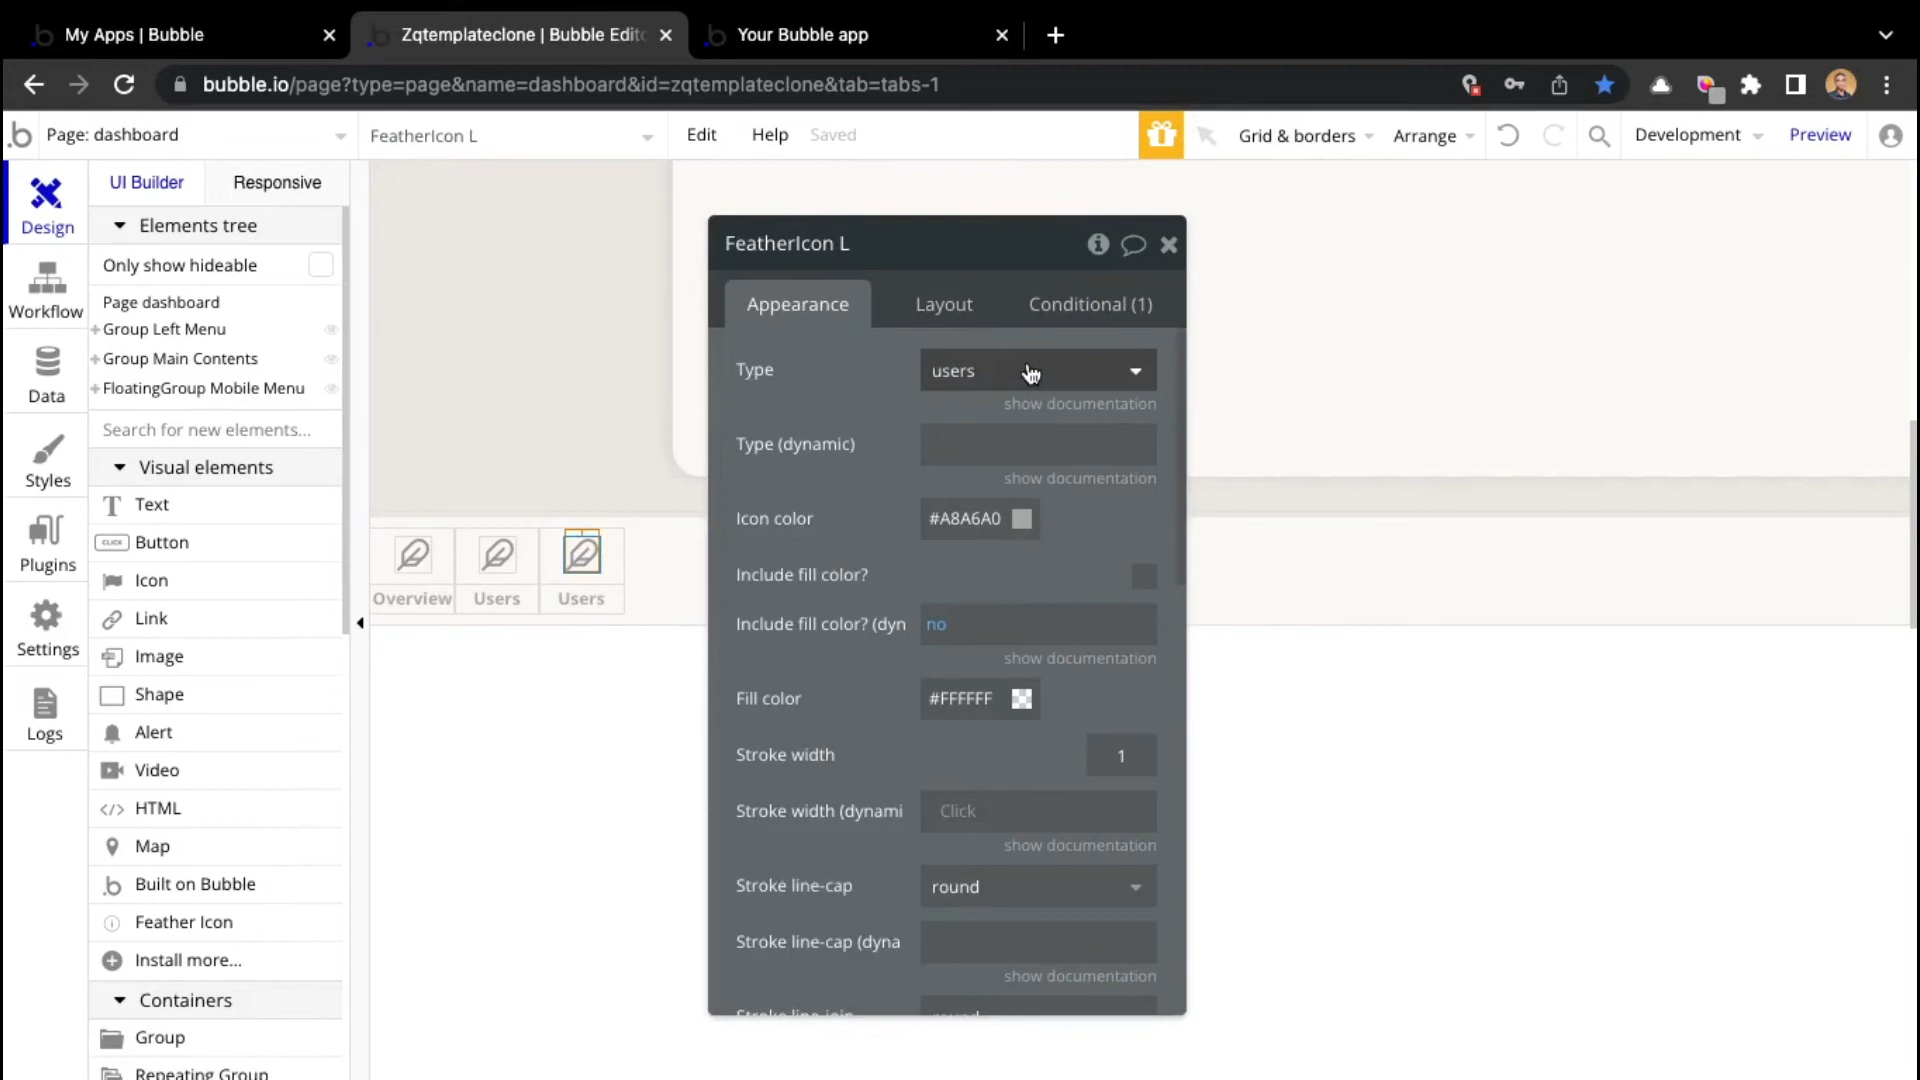 My Apps | Bubble
Zqtemplateclone | Bubble Edit
Your Bubble app
bubble.io/page?type=page&name=dashboard&id=zqtemplateclone&tab=tabs-1
Page: dashboard
FeatherIcon L
Edit
Help
Saved
Grid & borders
Arrange
Development
Preview
Design
Workflow
Data
Styles
Plugins
Settings
Logs
UI Builder
Responsive
Elements tree
Only show hideable
Page dashboard
Group Left Menu
Group Main Contents
FloatingGroup Mobile Menu
Search for new elements...
Visual elements
Text
CLICK Button
Icon
Link
Image
Shape
Alert
Video
HTML
Map
Built on Bubble
Feather Icon
Install more...
Containers
Group
Repeating Group
Overview
Users
Users
FeatherIcon L
Appearance
Layout
Conditional (1)
Type
users
show documentation
Type (dynamic)
show documentation
Icon color
#A8A6A0
Include fill color?
Include fill color? (dyn
no
show documentation
Fill color
#FFFFFF
Stroke width
1
Stroke width (dynami
Click
show documentation
Stroke line-cap
round
Stroke line-cap (dyna
show documentation
Stroke line-join
round